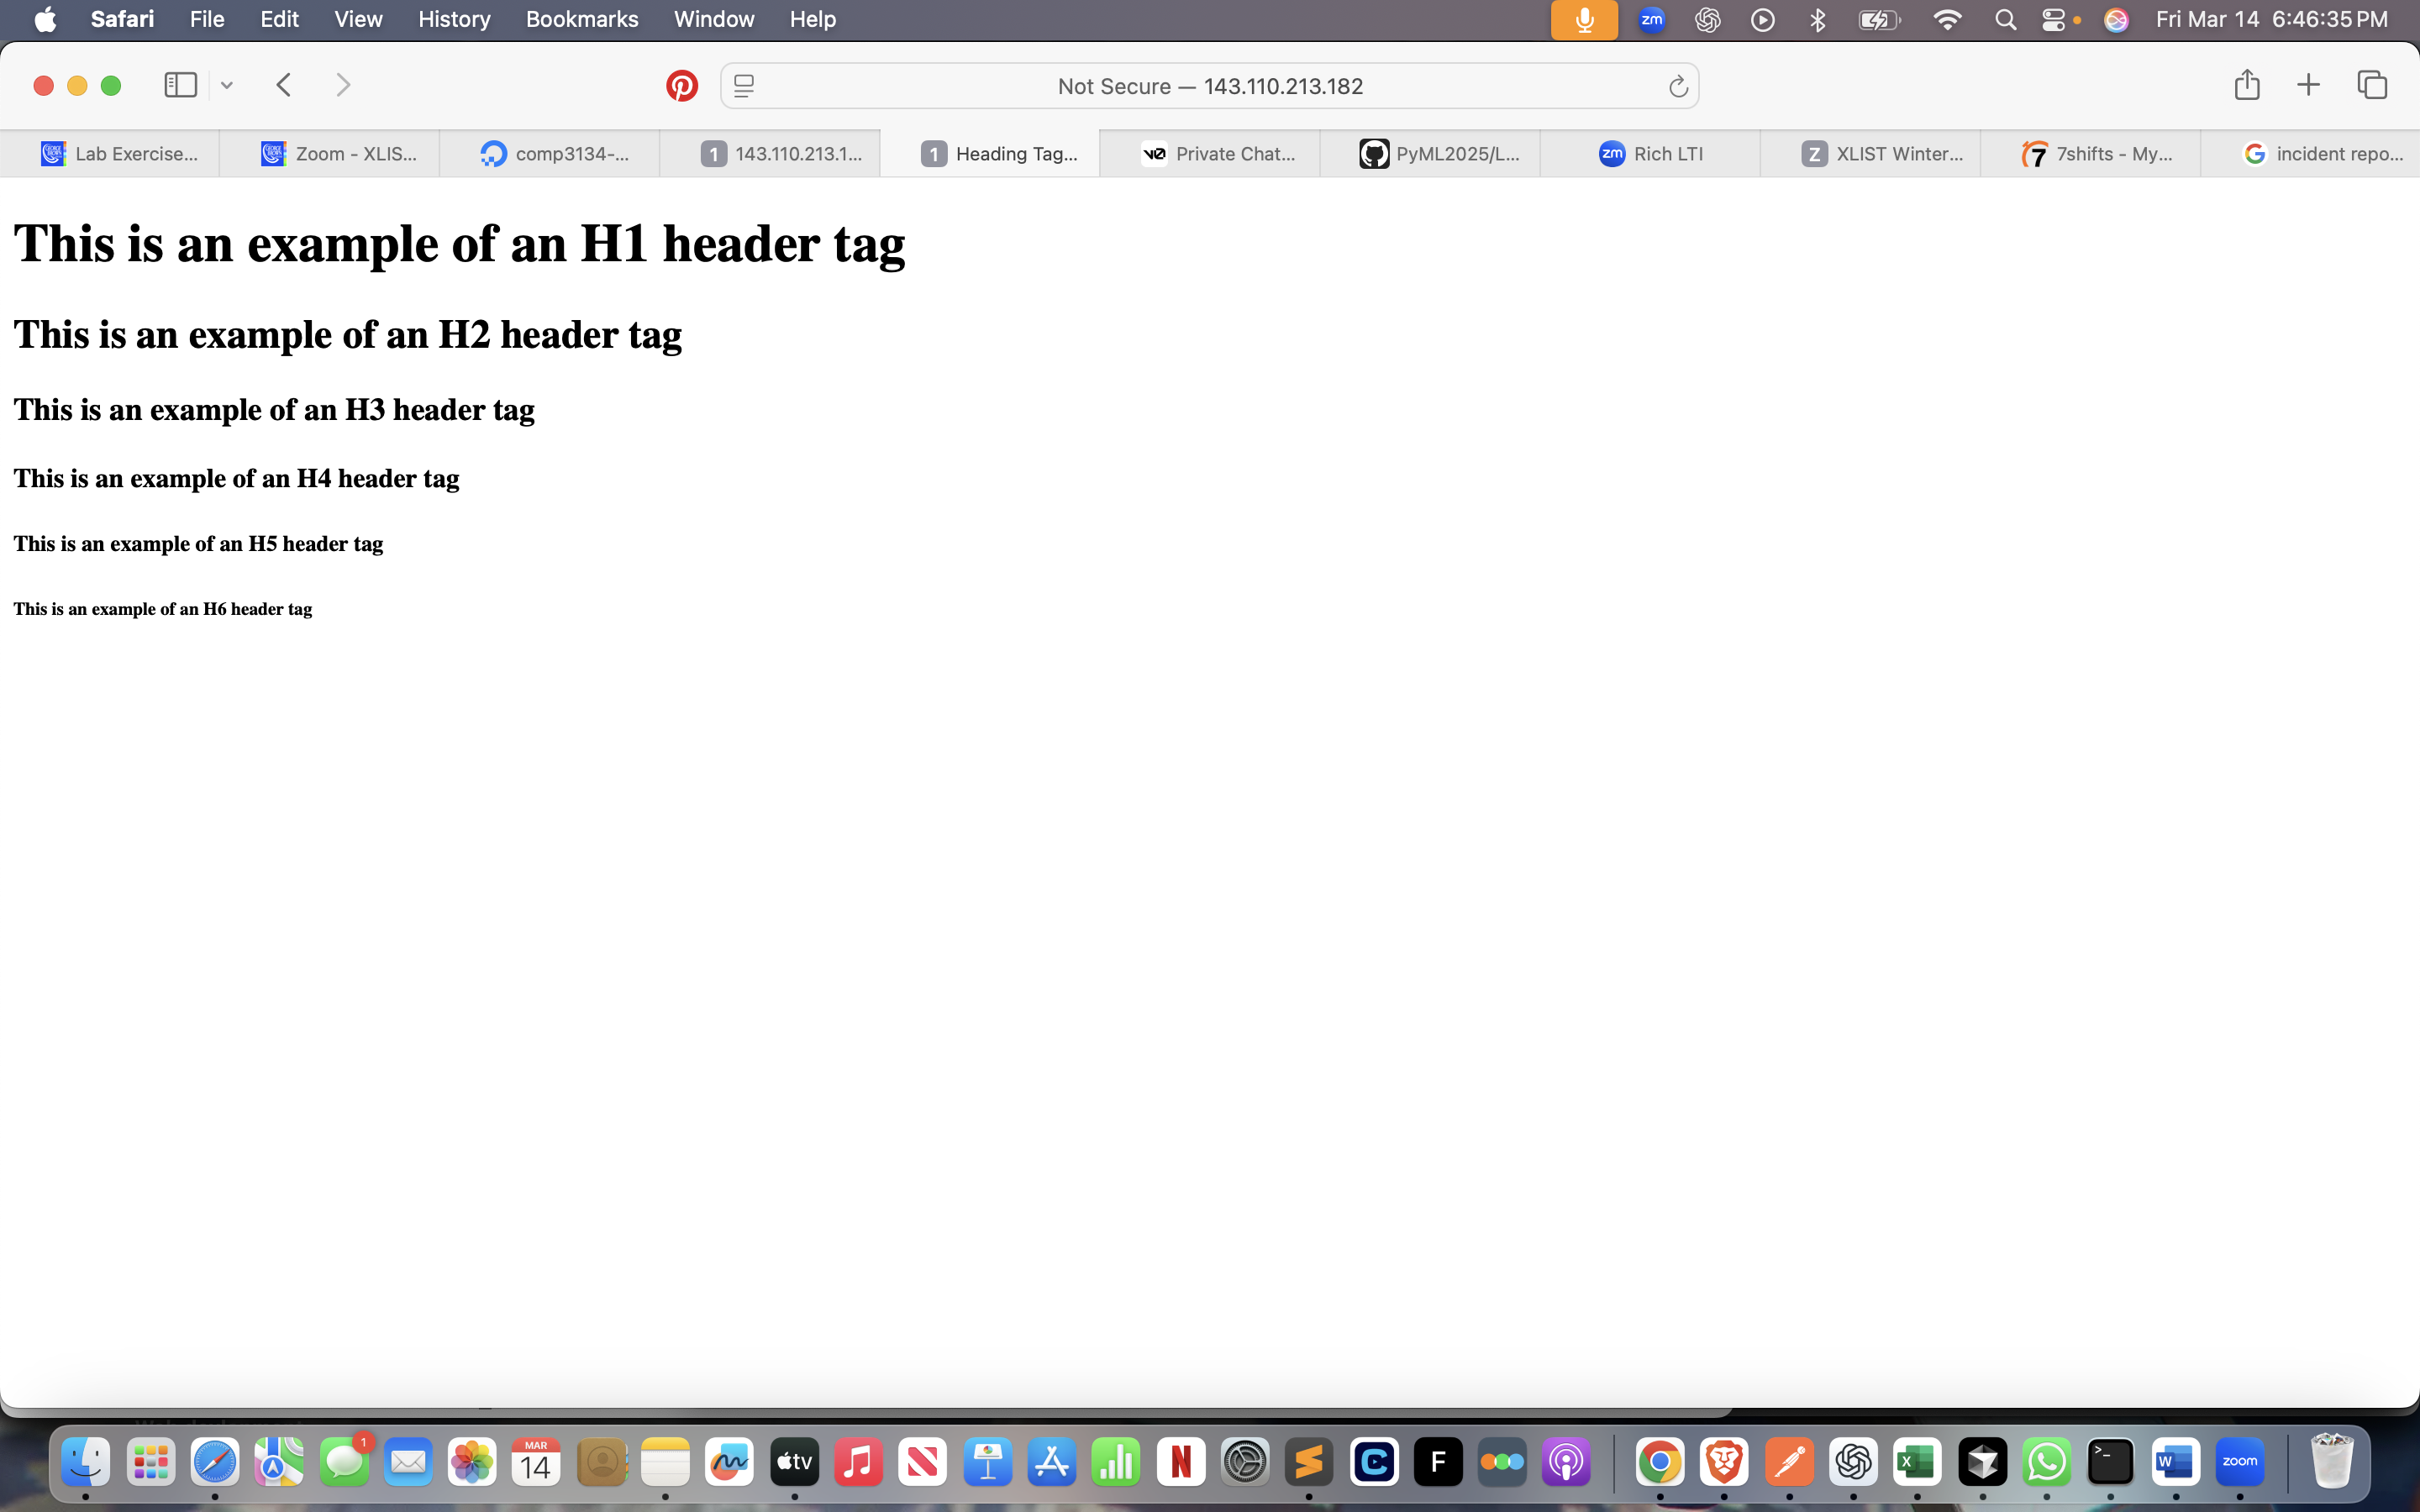 Safari File Edit View History Bookmarks Window Help zm Fri Mar 14 6:46:35 PM
Not Secure — 143.110.213.182
Lab Exercise... Zoom - XLIS... comp3134-... 1 143.110.213.1... 1 Heading Tag... v0 Private Chat... PyML2025/L... zm Rich LTI Z XLIST Winter... 7 7shifts - My... G incident repo...
This is an example of an H1 header tag
This is an example of an H2 header tag
This is an example of an H3 header tag
This is an example of an H4 header tag
This is an example of an H5 header tag
This is an example of an H6 header tag
1 MAR 14 tv N C F X >_ W zoom